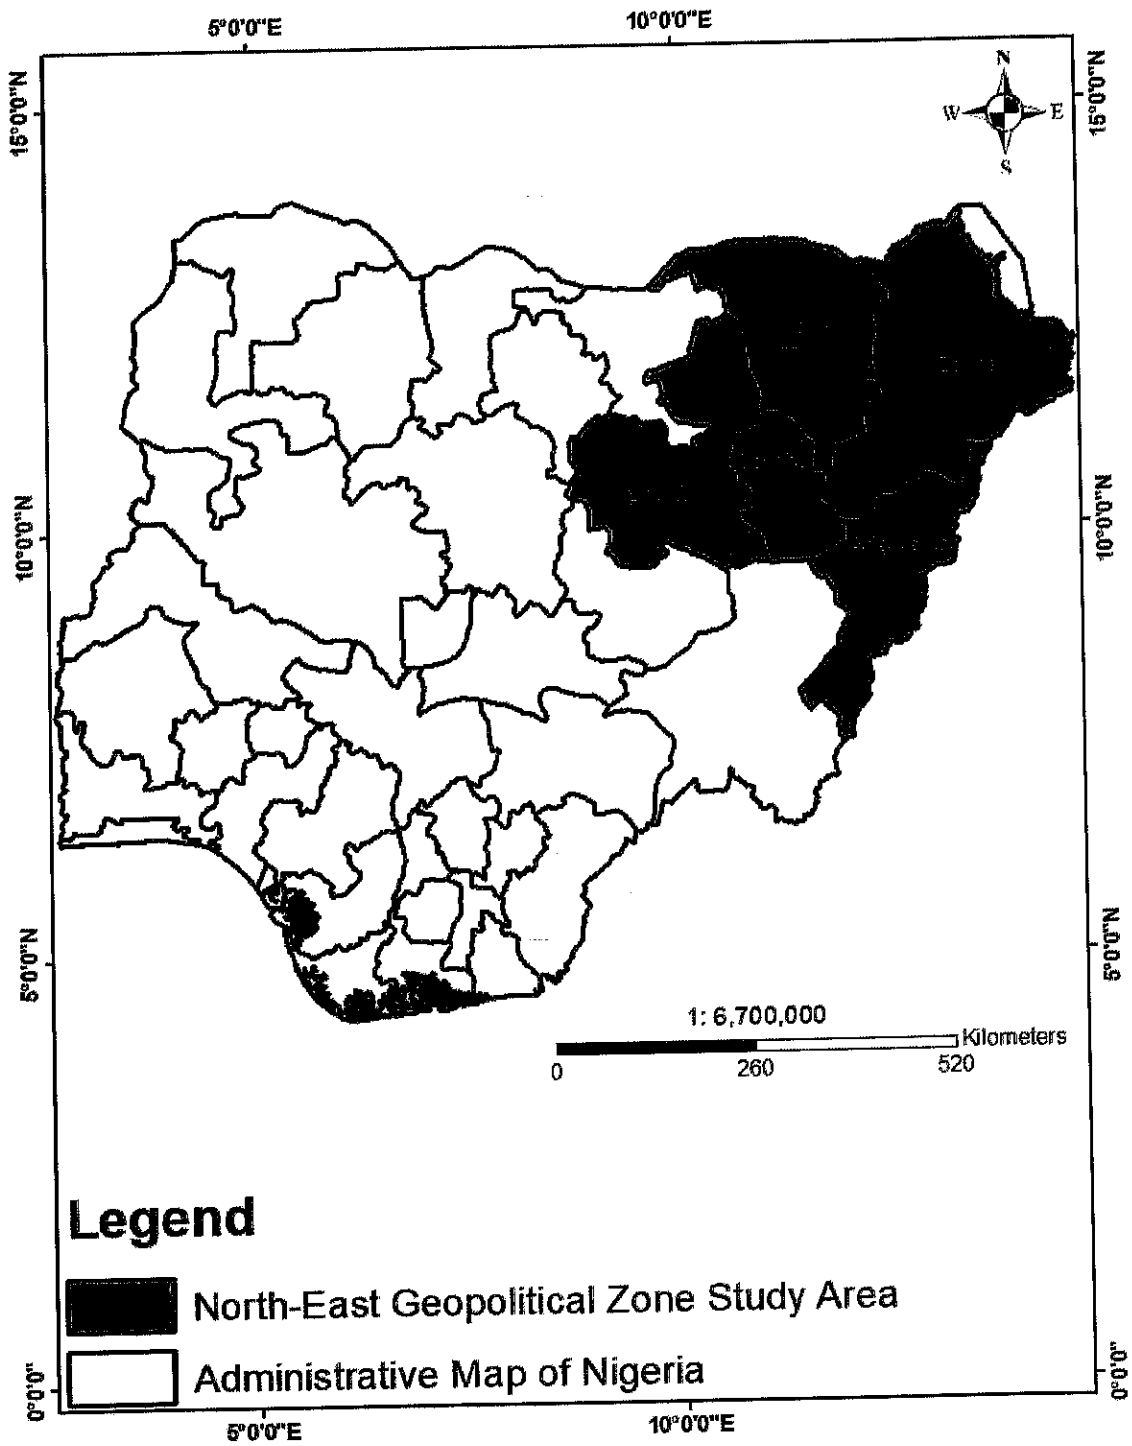 5°0'0"E
10°0'0"E
N
W
E
S
15°0'0"N
15°0'0"N
10°0'0"N
10°0'0"N
5°0'0"N
5°0'0"N
1: 6,700,000
Kilometers
0
260
520
Legend
North-East Geopolitical Zone Study Area
Administrative Map of Nigeria
0°0'0"
0°0'0"
5°0'0"E
10°0'0"E